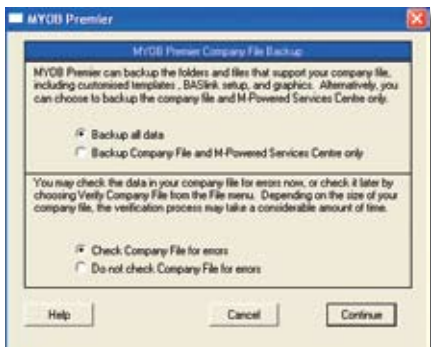 MYOB Premier
MYOB Premier Company File Backup
MYOB Premier can backup the folders and files that support your company file,
including customised templates , BASlink setup, and graphics. Alternatively, you
can choose to backup the company file and M-Powered Services Centre only.
Backup all data
Backup Company File and M-Powered Services Centre only
You may check the data in your company file for errors now, or check it later by
choosing Verify Company File from the File menu. Depending on the size of your
company file, the verification process may take a considerable amount of time.
Check Company File for errors
Do not check Company File for errors
Help Cancel Continue